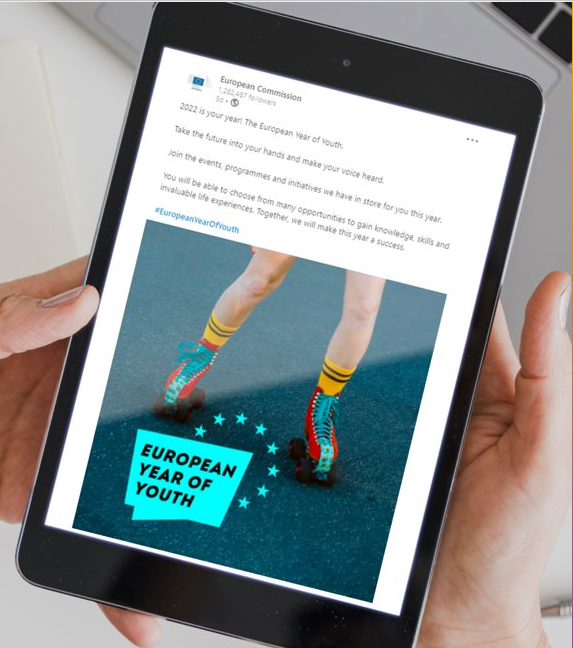 European Commission
1,282,457 followers
5d •
2022 is your year! The European Year of Youth.
Take the future into your hands and make your voice heard.
Join the events, programmes and initiatives we have in store for you this year.
You will be able to choose from many opportunities to gain knowledge, skills and
invaluable life experiences. Together, we will make this year a success.
#EuropeanYearOfYouth
EUROPEAN
YEAR OF
YOUTH